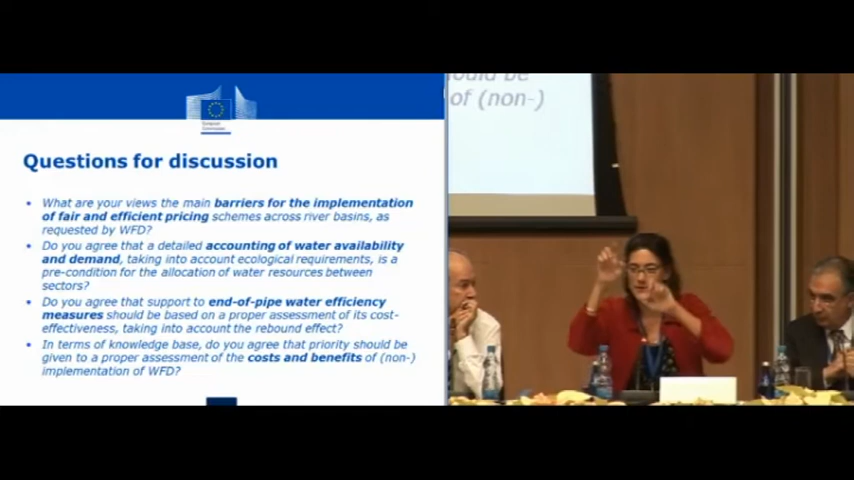 European
Commission
Questions for discussion
• What are your views the main barriers for the implementation
of fair and efficient pricing schemes across river basins, as
requested by WFD?
• Do you agree that a detailed accounting of water availability
and demand, taking into account ecological requirements, is a
pre-condition for the allocation of water resources between
sectors?
• Do you agree that support to end-of-pipe water efficiency
measures should be based on a proper assessment of its cost-
effectiveness, taking into account the rebound effect?
• In terms of knowledge base, do you agree that priority should be
given to a proper assessment of the costs and benefits of (non-)
implementation of WFD?
be
of (non-)